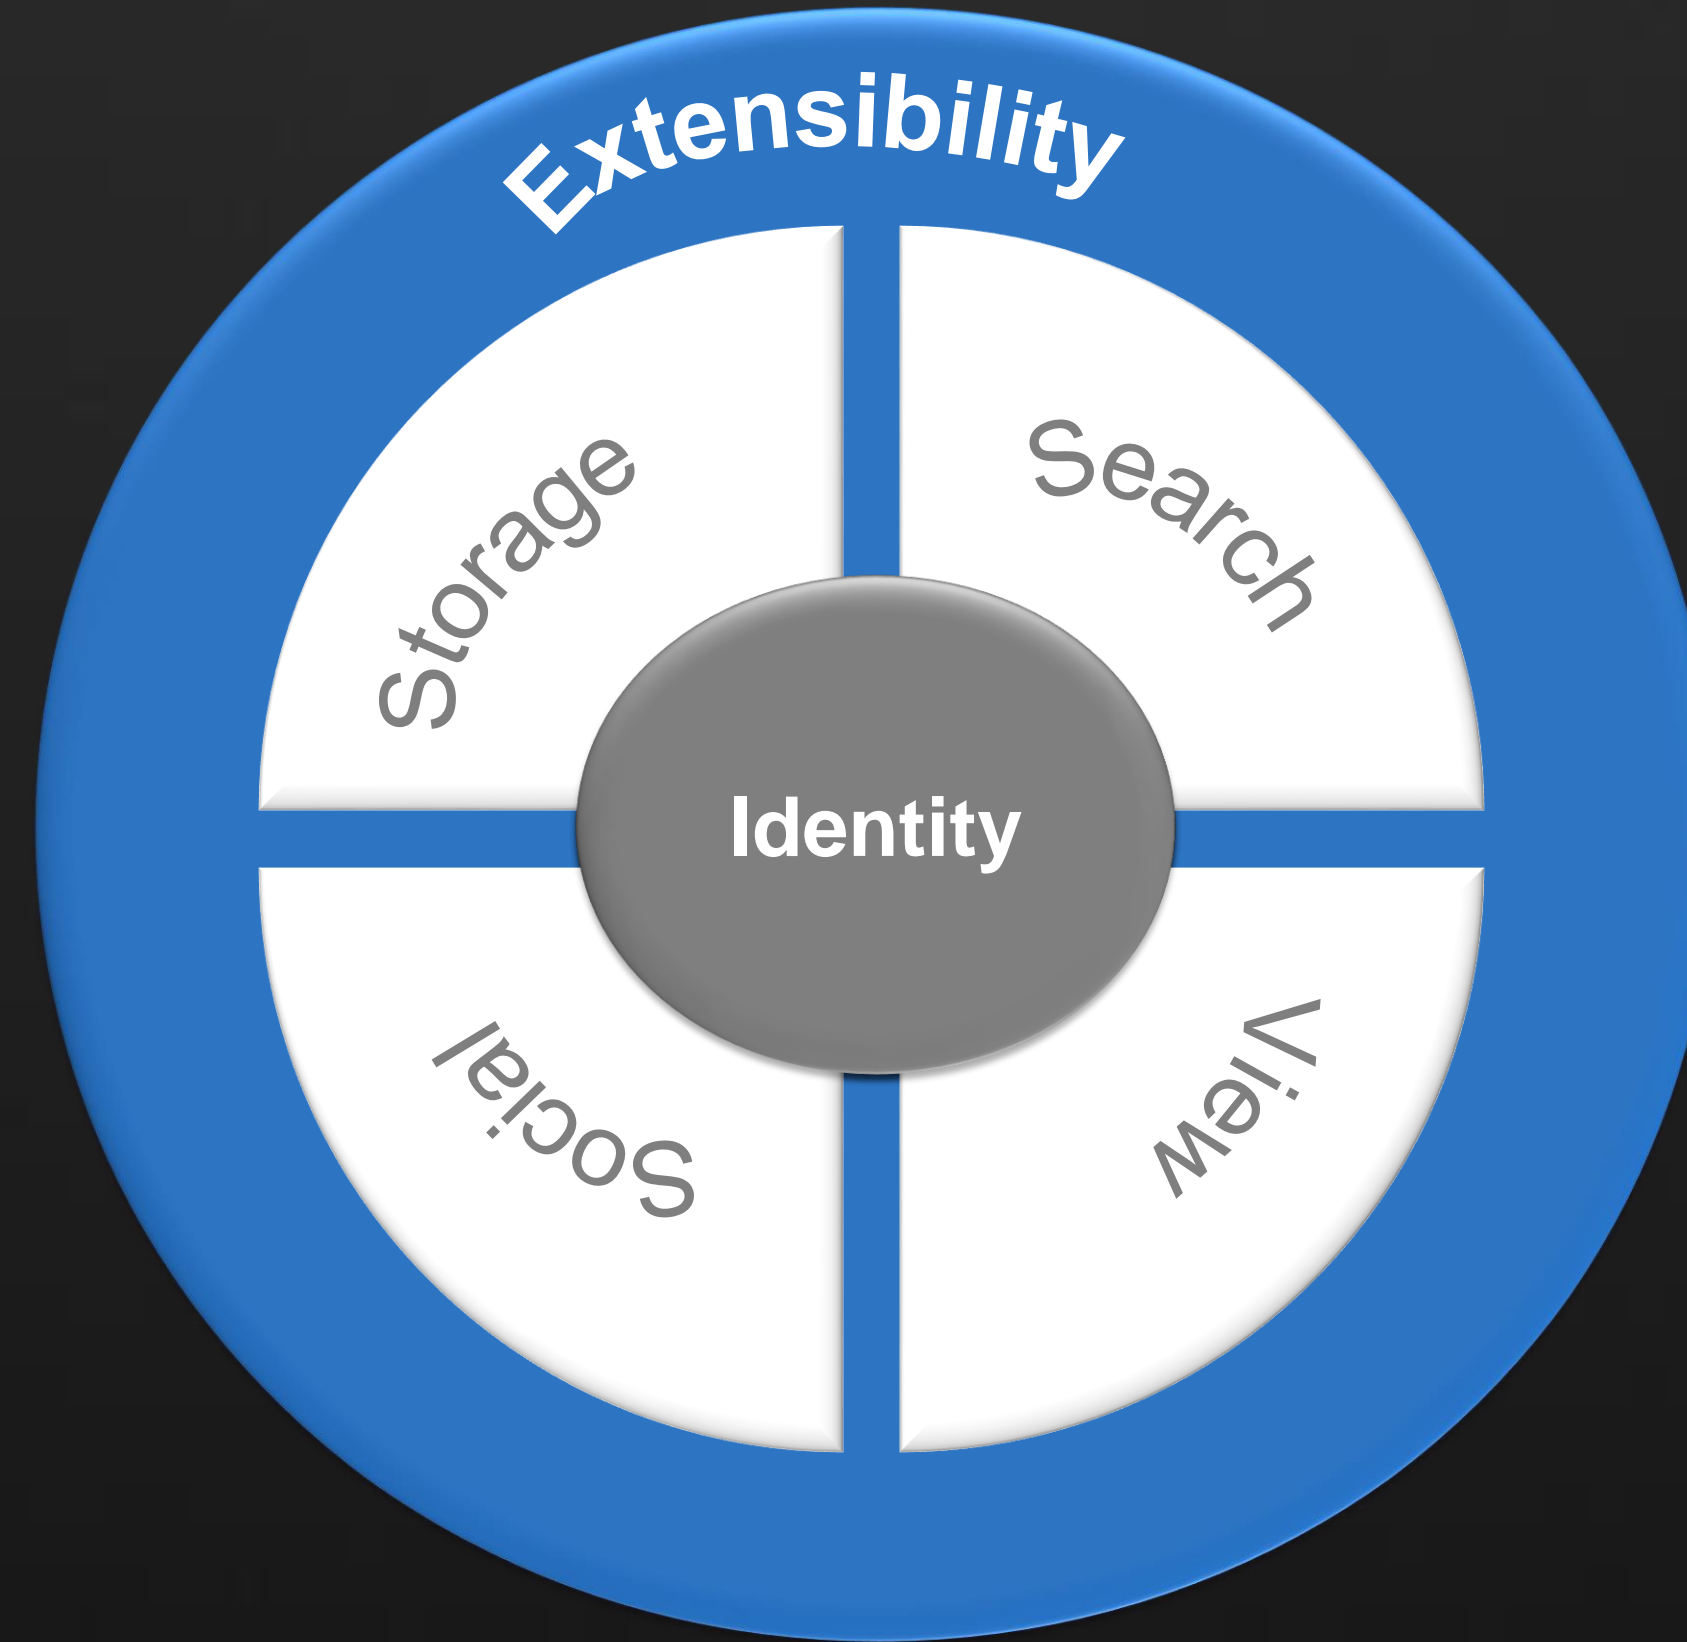 Extensibility
Storage
Search
Identity
Social
View